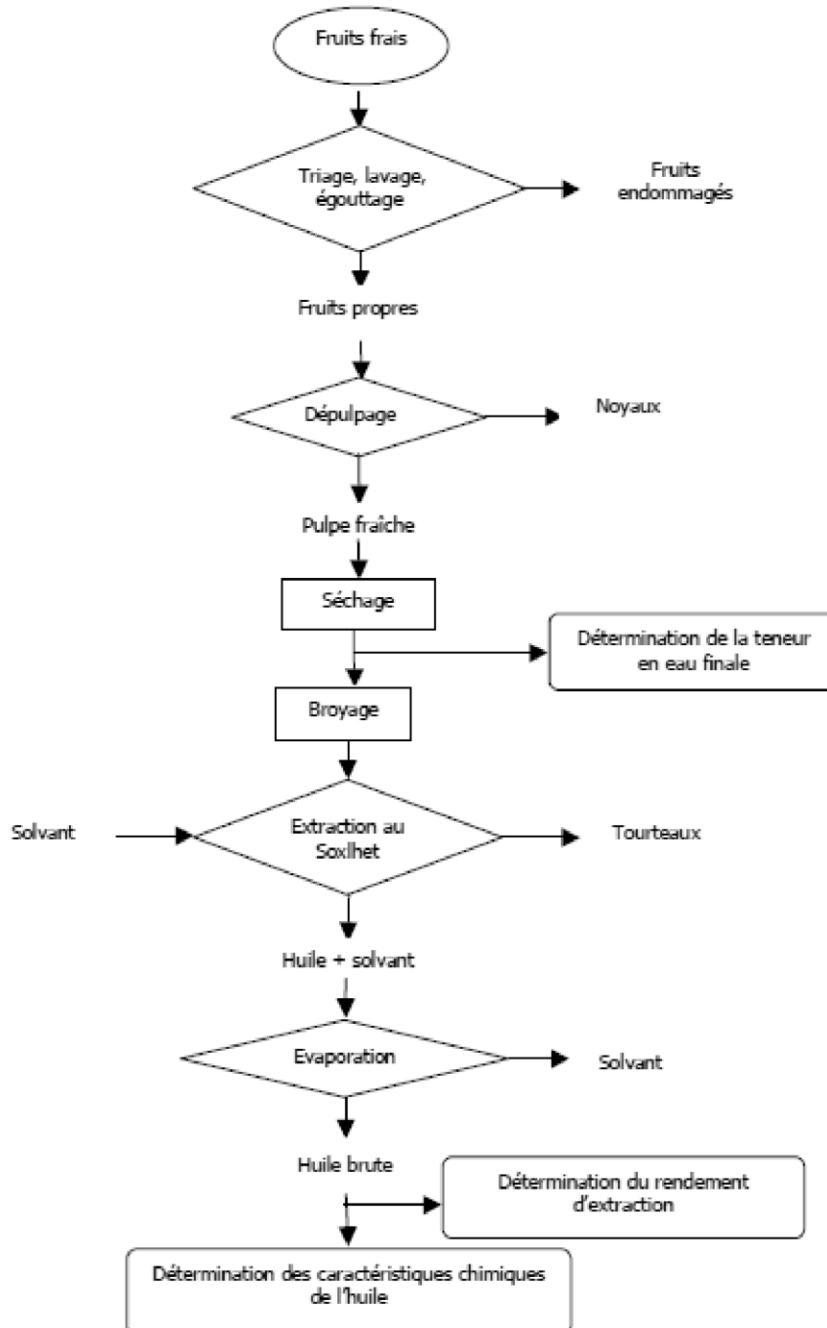 Fruits frais
Triage, lavage,
égouttage
Fruits
endommagés
Fruits propres
Dépulpage
Noyaux
Pulpe fraîche
Séchage
Détermination de la teneur
en eau finale
Broyage
Solvant
Extraction au
Soxlhet
Tourteaux
Huile + solvant
Evaporation
Solvant
Huile brute
Détermination du rendement
d'extraction
Détermination des caractéristiques chimiques
de l'huile